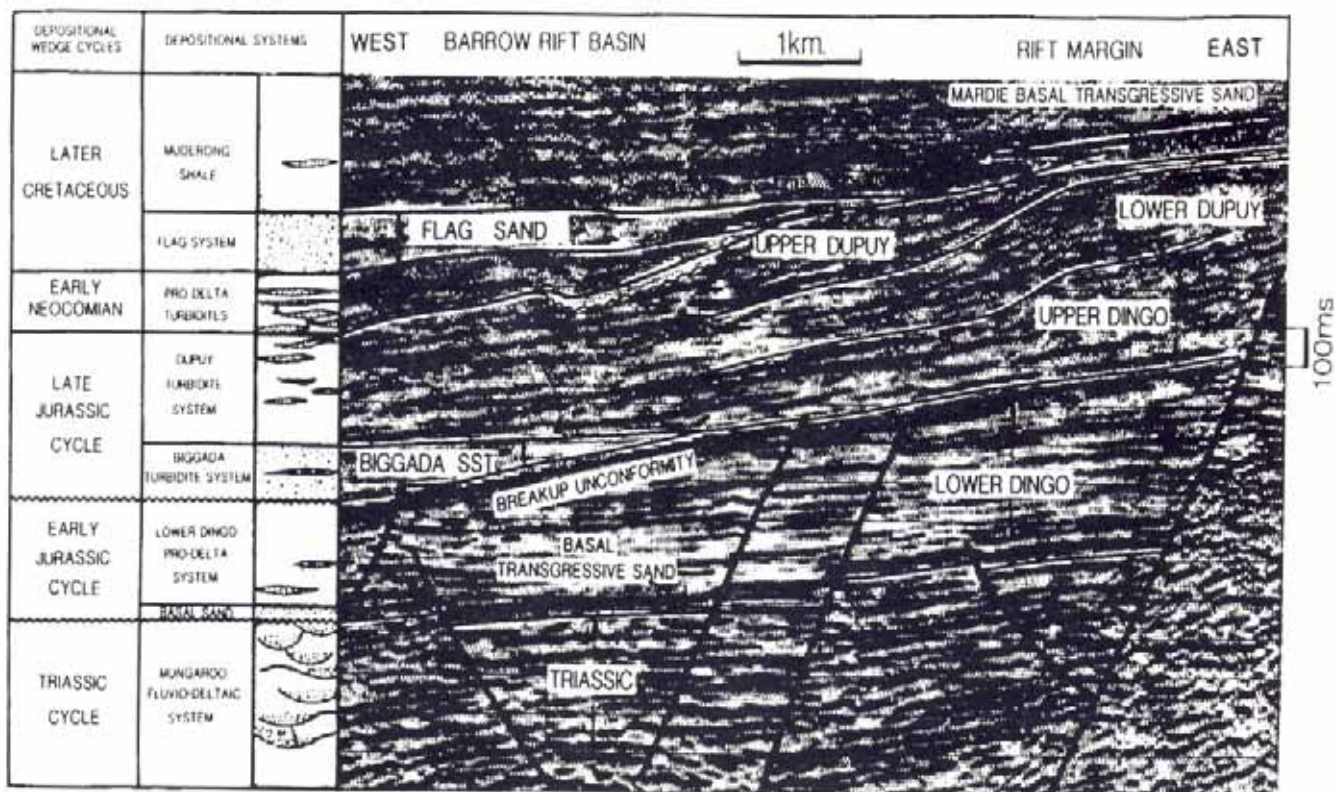 DEPOSITIONAL
WEDGE CYCLES
DEPOSITIONAL SYSTEMS
WEST BARROW RIFT BASIN 1km. RIFT MARGIN EAST
LATER
CRETACEOUS
MUDERONG
SHALE
FLAG SYSTEM
EARLY
NEOCOMIAN
PRO DELTA
TURBIDITES
LATE
JURASSIC
CYCLE
DUPUY
TURBIDITE
SYSTEM
BIGGADA
TURBIDITE SYSTEM
EARLY
JURASSIC
CYCLE
LOWER DINGO
PRO-DELTA
SYSTEM
BASAL SAND
TRIASSIC
CYCLE
MUNGAROO
FLUVIO-DELTAIC
SYSTEM
MARDIE BASAL TRANSGRESSIVE SAND
FLAG SAND
UPPER DUPUY
LOWER DUPUY
UPPER DINGO
BIGGADA SST
BREAKUP UNCONFORMITY
LOWER DINGO
BASAL
TRANSGRESSIVE SAND
TRIASSIC
100ms